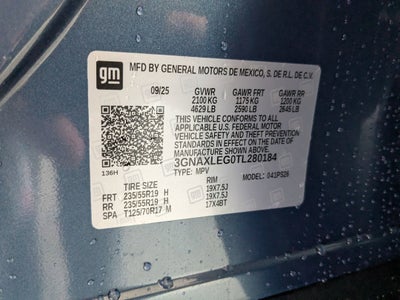 gm
MFD BY GENERAL MOTORS DE MEXICO, S. DE R.L. DE C.V.
09/25 GVWR GAWR FRT GAWR RR
2100 KG 1175 KG 1200 KG
4629 LB 2590 LB 2645 LB
THIS VEHICLE CONFORMS TO ALL
APPLICABLE U.S. FEDERAL MOTOR
VEHICLE SAFETY AND THEFT PREVENTION
STANDARDS IN EFFECT ON THE DATE OF
MANUFACTURE SHOWN ABOVE.
3GNAXLEG0TL280184
TYPE: MPV MODEL: 041PS26
136H
TIRE SIZE RIM
FRT 235/55R19 H 19X7.5J
RR 235/55R19 H 19X7.5J
SPA T125/70R17 M 17X4BT